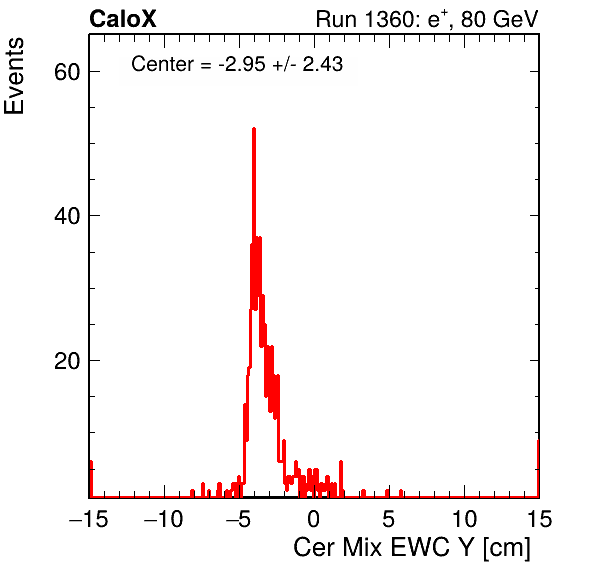 CaloX Run 1360: e⁺, 80 GeV
Center = -2.95 +/- 2.43
Events
60
40
20
−15 −10 −5 0 5 10 15
Cer Mix EWC Y [cm]